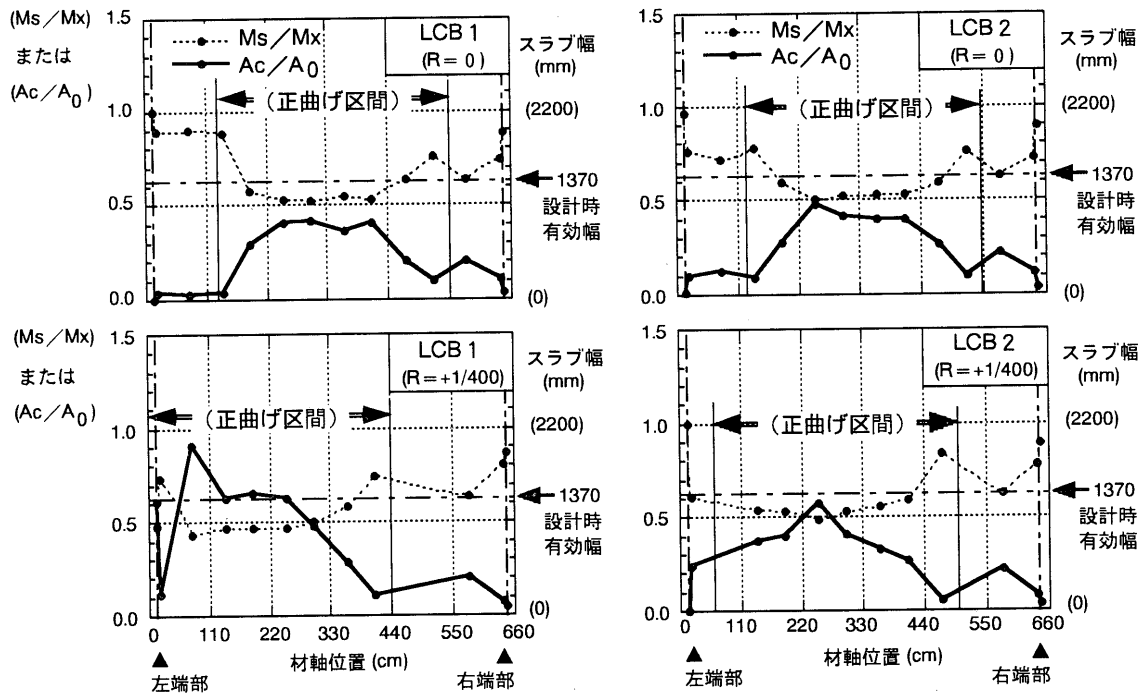 (Ms／Mx)
または
(Ac／A0)
1.5
1.0
0.5
0.0
Ms／Mx
Ac／A0
LCB 1
(R = 0)
(正曲げ区間)
スラブ幅
(mm)
(2200)
1370
設計時
有効幅
(0)
1.5
1.0
0.5
0.0
Ms／Mx
Ac／A0
LCB 2
(R = 0)
(正曲げ区間)
スラブ幅
(mm)
(2200)
1370
設計時
有効幅
(0)
(Ms／Mx)
または
(Ac／A0)
1.5
1.0
0.5
0.0
LCB 1
(R = +1/400)
(正曲げ区間)
スラブ幅
(mm)
(2200)
1370
設計時
有効幅
(0)
0 110 220 330 440 550 660
材軸位置 (cm)
左端部
右端部
1.5
1.0
0.5
0.0
LCB 2
(R = +1/400)
(正曲げ区間)
スラブ幅
(mm)
(2200)
1370
設計時
有効幅
(0)
0 110 220 330 440 550 660
材軸位置 (cm)
左端部
右端部